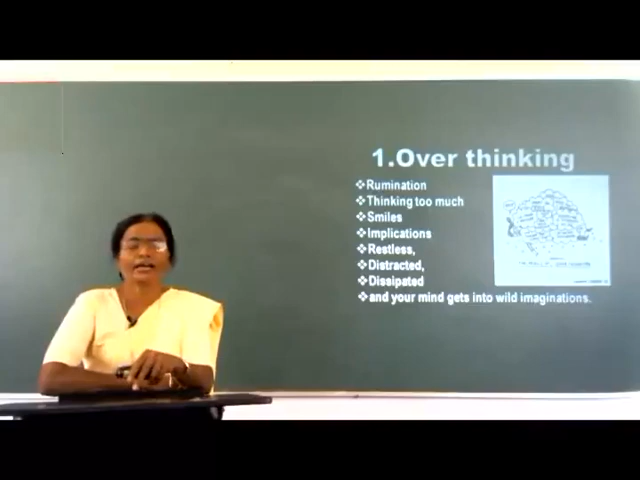 1.Over thinking
❖Rumination
❖Thinking too much
❖Smiles
❖Implications
❖Restless,
❖Distracted,
❖Dissipated
❖and your mind gets into wild imaginations.